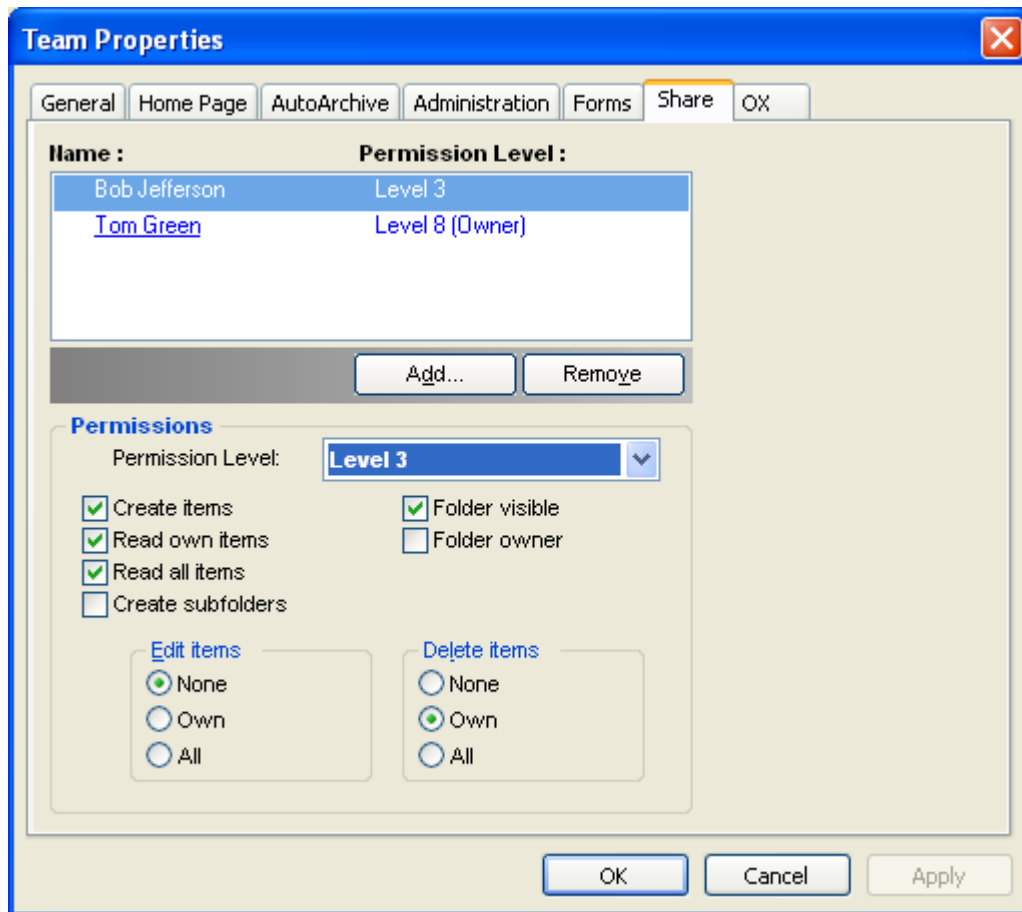 Team Properties
General Home Page AutoArchive Administration Forms Share OX
Name : Permission Level :
Bob Jefferson Level 3
Tom Green Level 8 (Owner)
Add... Remove
Permissions
Permission Level: Level 3
Create items Folder visible
Read own items Folder owner
Read all items
Create subfolders
Edit items Delete items
None None
Own Own
All All
OK Cancel Apply